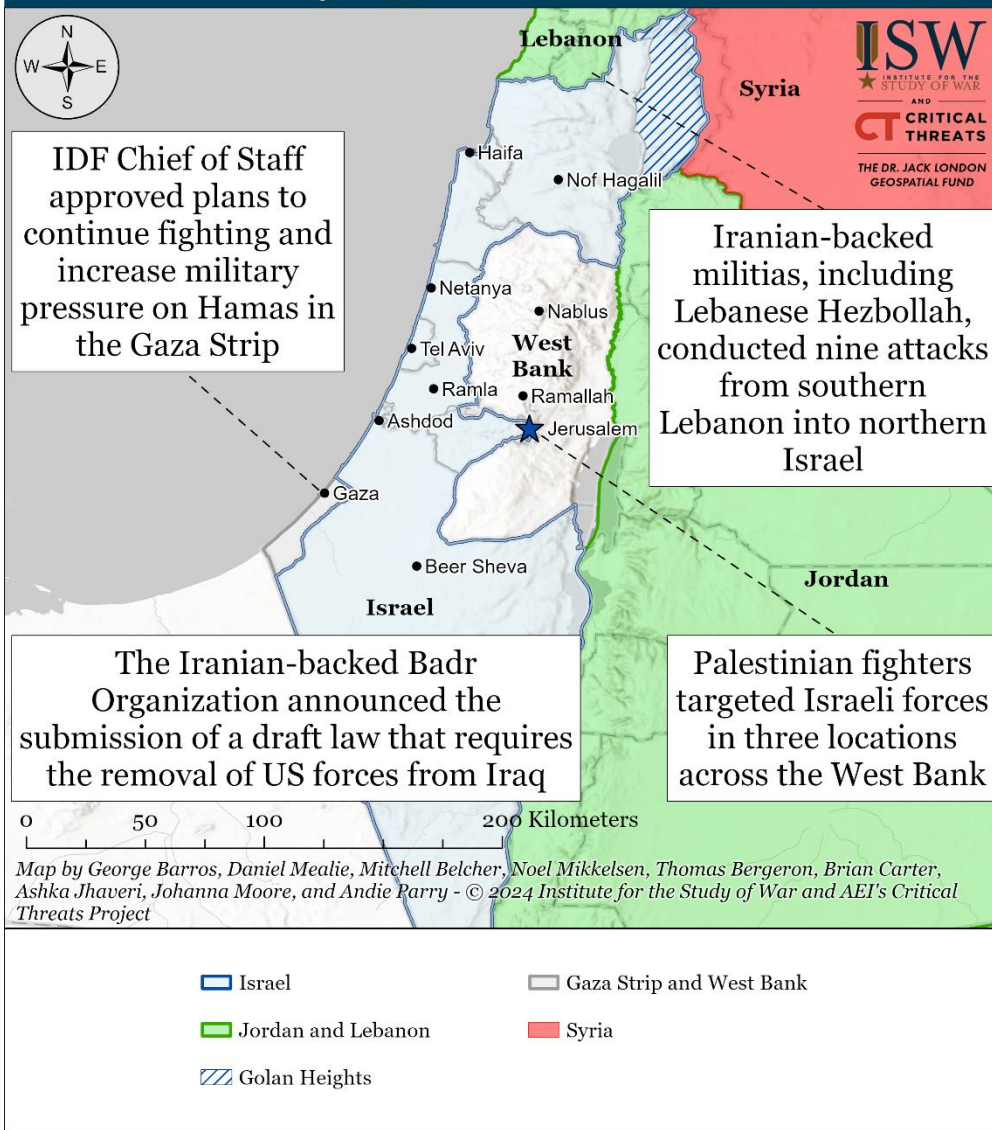 N
W E
S
Lebanon
Syria
ISW
INSTITUTE FOR THE
STUDY OF WAR
AND
CT CRITICAL
THREATS
THE DR. JACK LONDON
GEOSPATIAL FUND
IDF Chief of Staff
approved plans to
continue fighting and
increase military
pressure on Hamas in
the Gaza Strip
Haifa
Nof Hagalil
Iranian-backed
militias, including
Lebanese Hezbollah,
conducted nine attacks
from southern
Lebanon into northern
Israel
Netanya
Nablus
West
Bank
Tel Aviv
Ramla
Ramallah
Ashdod
Jerusalem
Gaza
Beer Sheva
Israel
Jordan
The Iranian-backed Badr
Organization announced the
submission of a draft law that requires
the removal of US forces from Iraq
Palestinian fighters
targeted Israeli forces
in three locations
across the West Bank
0 50 100 200 Kilometers
Map by George Barros, Daniel Mealie, Mitchell Belcher, Noel Mikkelsen, Thomas Bergeron, Brian Carter,
Ashka Jhaveri, Johanna Moore, and Andie Parry - © 2024 Institute for the Study of War and AEI's Critical
Threats Project
Israel
Gaza Strip and West Bank
Jordan and Lebanon
Syria
Golan Heights